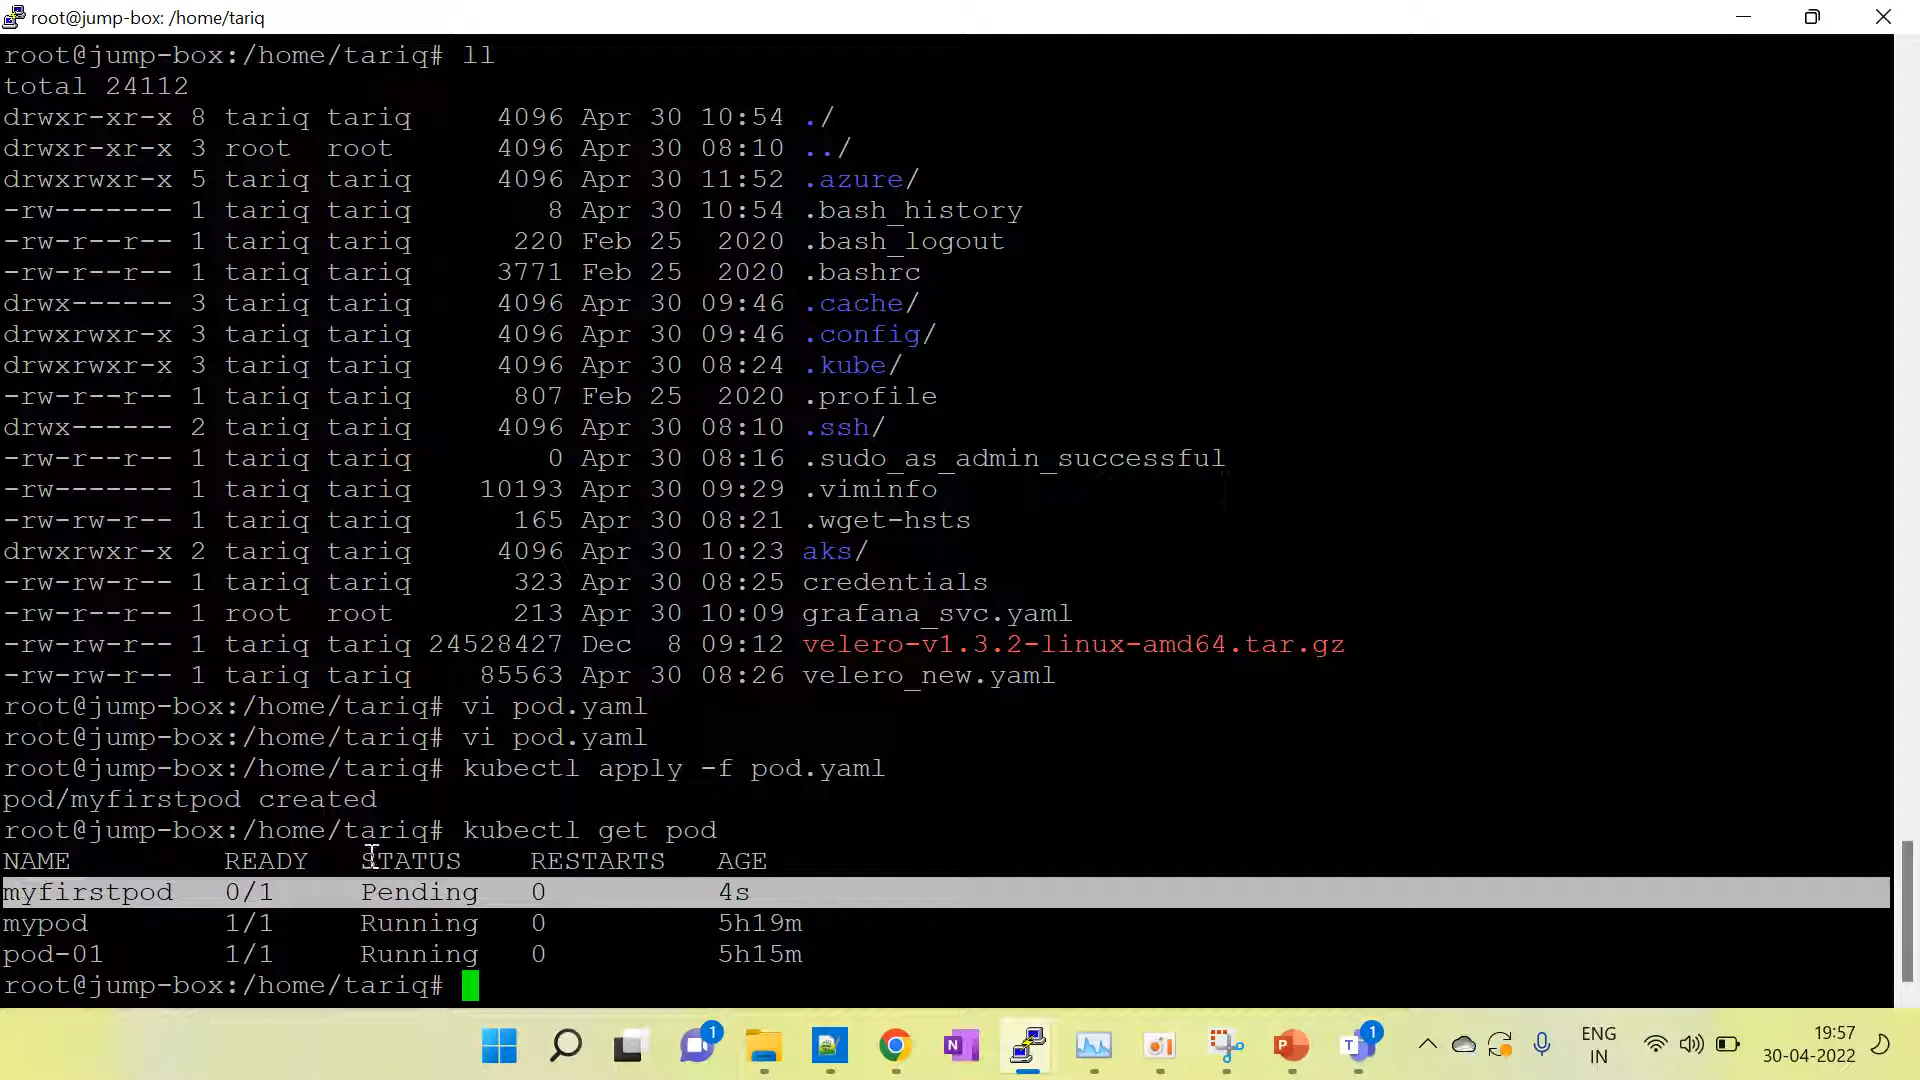 root@jump-box: /home/tariq
root@jump-box:/home/tariq# ll
total 24112
drwxr-xr-x 8 tariq tariq     4096 Apr 30 10:54 ./
drwxr-xr-x 3 root  root      4096 Apr 30 08:10 ../
drwxrwxr-x 5 tariq tariq     4096 Apr 30 11:52 .azure/
-rw------- 1 tariq tariq        8 Apr 30 10:54 .bash_history
-rw-r--r-- 1 tariq tariq      220 Feb 25  2020 .bash_logout
-rw-r--r-- 1 tariq tariq     3771 Feb 25  2020 .bashrc
drwx------ 3 tariq tariq     4096 Apr 30 09:46 .cache/
drwxrwxr-x 3 tariq tariq     4096 Apr 30 09:46 .config/
drwxrwxr-x 3 tariq tariq     4096 Apr 30 08:24 .kube/
-rw-r--r-- 1 tariq tariq      807 Feb 25  2020 .profile
drwx------ 2 tariq tariq     4096 Apr 30 08:10 .ssh/
-rw-r--r-- 1 tariq tariq        0 Apr 30 08:16 .sudo_as_admin_successful
-rw------- 1 tariq tariq    10193 Apr 30 09:29 .viminfo
-rw-rw-r-- 1 tariq tariq      165 Apr 30 08:21 .wget-hsts
drwxrwxr-x 2 tariq tariq     4096 Apr 30 10:23 aks/
-rw-rw-r-- 1 tariq tariq      323 Apr 30 08:25 credentials
-rw-r--r-- 1 root  root       213 Apr 30 10:09 grafana_svc.yaml
-rw-rw-r-- 1 tariq tariq 24528427 Dec  8 09:12 velero-v1.3.2-linux-amd64.tar.gz
-rw-rw-r-- 1 tariq tariq    85563 Apr 30 08:26 velero_new.yaml
root@jump-box:/home/tariq# vi pod.yaml
root@jump-box:/home/tariq# vi pod.yaml
root@jump-box:/home/tariq# kubectl apply -f pod.yaml
pod/myfirstpod created
root@jump-box:/home/tariq# kubectl get pod
NAME         READY   STATUS    RESTARTS   AGE
myfirstpod   0/1     Pending   0          4s
mypod        1/1     Running   0          5h19m
pod-01       1/1     Running   0          5h15m
root@jump-box:/home/tariq#
1
N
P
T
1
ENG
IN
19:57
30-04-2022